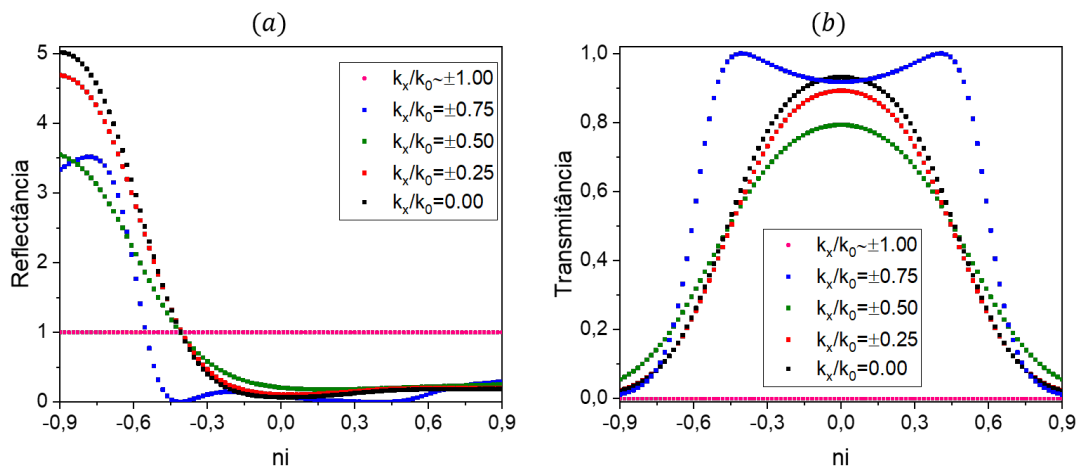 (a)
5
4
3
2
1
0
Reflectância
-0,9
-0,6
-0,3
0,0
0,3
0,6
0,9
ni
kₓ/k₀~±1.00
kₓ/k₀=±0.75
kₓ/k₀=±0.50
kₓ/k₀=±0.25
kₓ/k₀=0.00
(b)
1,0
0,8
0,6
0,4
0,2
0,0
Transmitância
-0,9
-0,6
-0,3
0,0
0,3
0,6
0,9
ni
kₓ/k₀~±1.00
kₓ/k₀=±0.75
kₓ/k₀=±0.50
kₓ/k₀=±0.25
kₓ/k₀=0.00